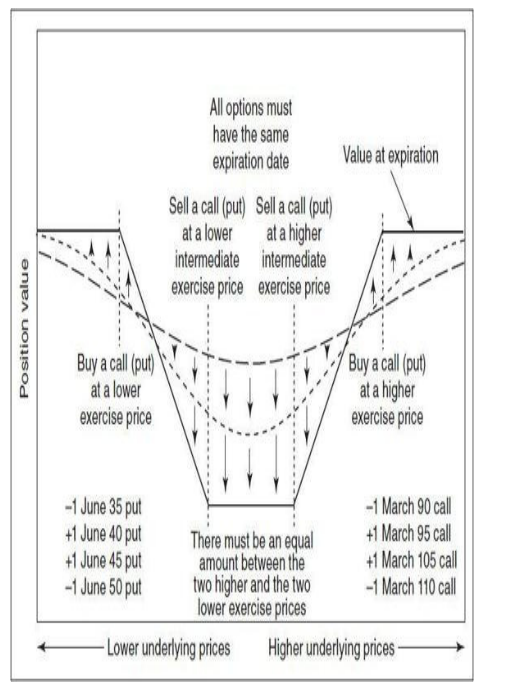 All options must
have the same
expiration date
Value at expiration
Sell a call (put)
at a lower
intermediate
exercise price
Sell a call (put)
at a higher
intermediate
exercise price
Position value
Buy a call (put)
at a lower
exercise price
Buy a call (put)
at a higher
exercise price
–1 June 35 put
+1 June 40 put
+1 June 45 put
–1 June 50 put
There must be an equal
amount between the
two higher and the two
lower exercise prices
–1 March 90 call
+1 March 95 call
+1 March 105 call
–1 March 110 call
Lower underlying prices
Higher underlying prices